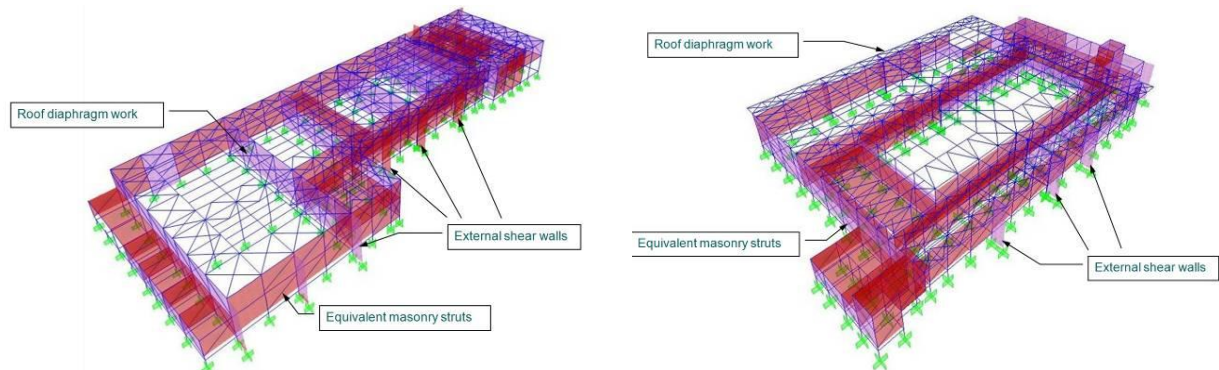 Roof diaphragm work
External shear walls
Equivalent masonry struts
Roof diaphragm work
Equivalent masonry struts
External shear walls